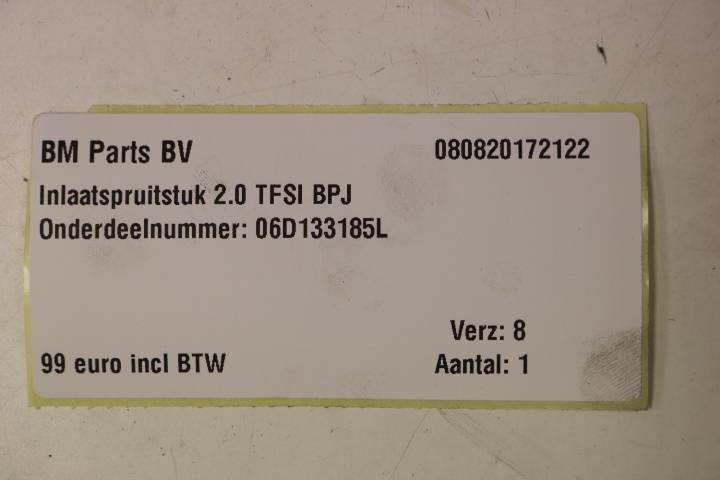 BM Parts BV 080820172122
Inlaatspruitstuk 2.0 TFSI BPJ
Onderdeelnummer: 06D133185L
Verz: 8
99 euro incl BTW Aantal: 1